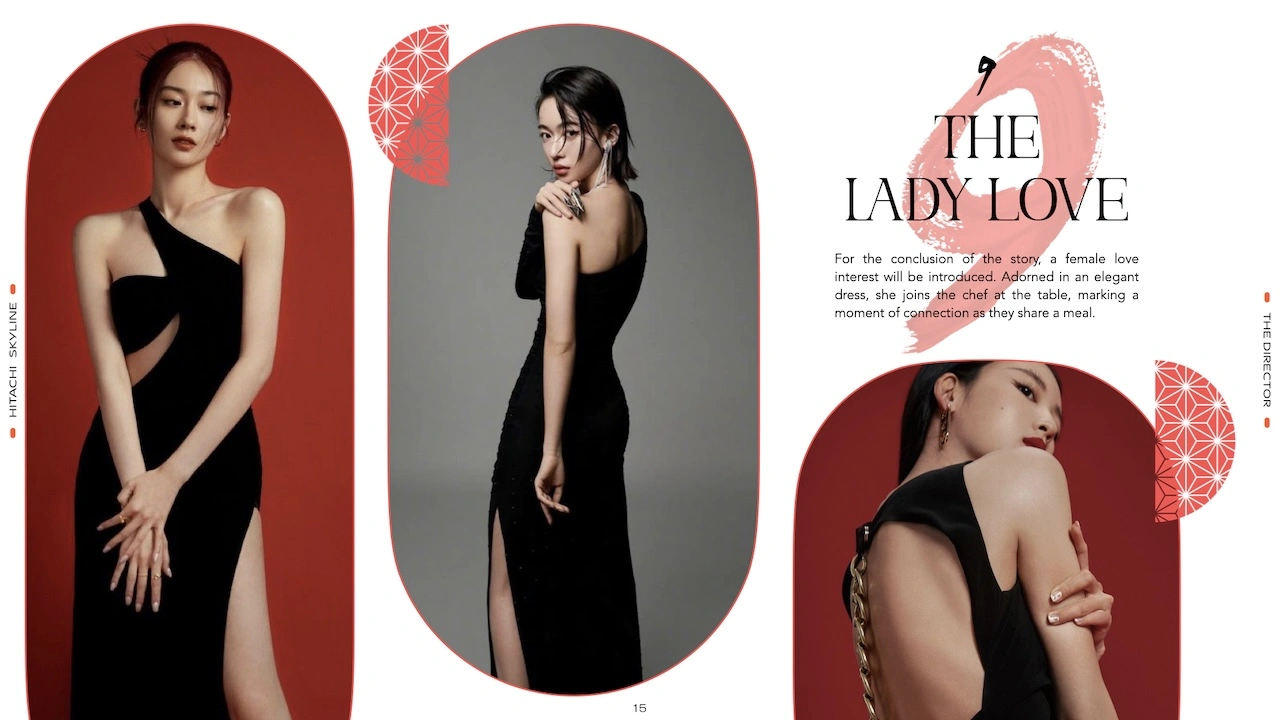 HITACHI SKYLINE
9
THE
LADY LOVE
For the conclusion of the story, a female love
interest will be introduced. Adorned in an elegant
dress, she joins the chef at the table, marking a
moment of connection as they share a meal.
THE DIRECTOR
15